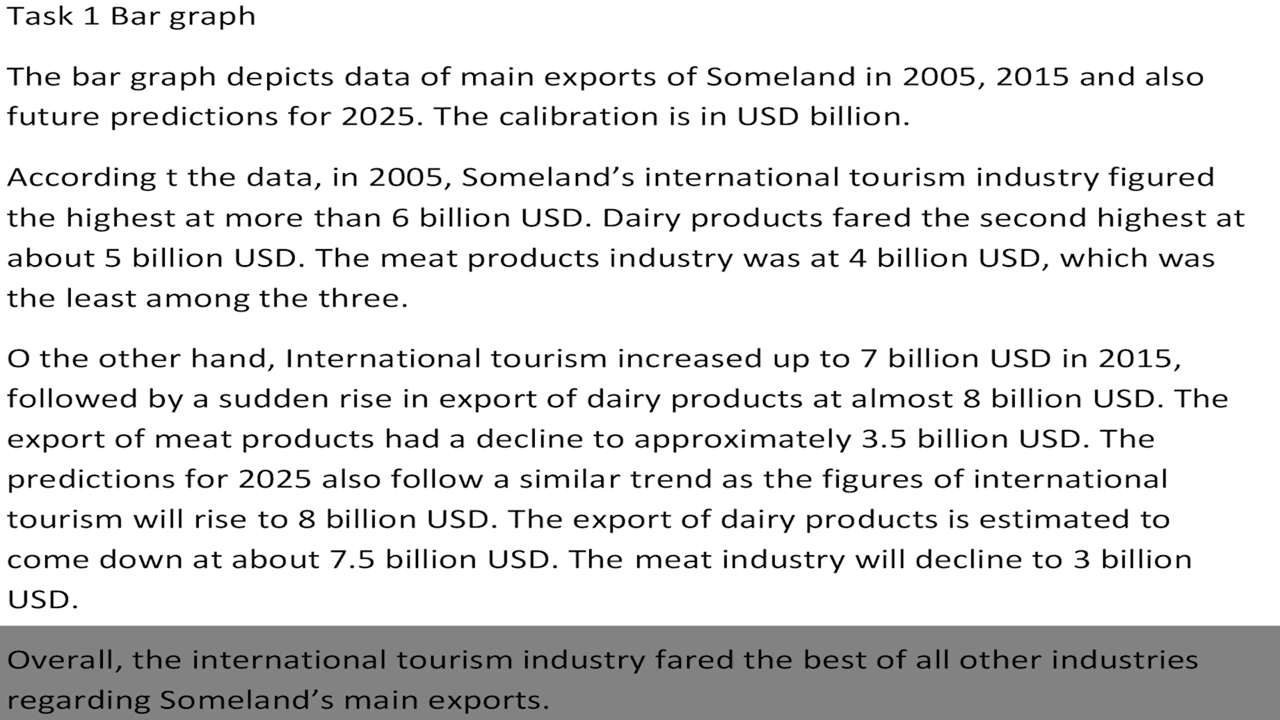 Task 1 Bar graph
The bar graph depicts data of main exports of Someland in 2005, 2015 and also
future predictions for 2025. The calibration is in USD billion.
According t the data, in 2005, Someland’s international tourism industry figured
the highest at more than 6 billion USD. Dairy products fared the second highest at
about 5 billion USD. The meat products industry was at 4 billion USD, which was
the least among the three.
O the other hand, International tourism increased up to 7 billion USD in 2015,
followed by a sudden rise in export of dairy products at almost 8 billion USD. The
export of meat products had a decline to approximately 3.5 billion USD. The
predictions for 2025 also follow a similar trend as the figures of international
tourism will rise to 8 billion USD. The export of dairy products is estimated to
come down at about 7.5 billion USD. The meat industry will decline to 3 billion
USD.
Overall, the international tourism industry fared the best of all other industries
regarding Someland’s main exports.